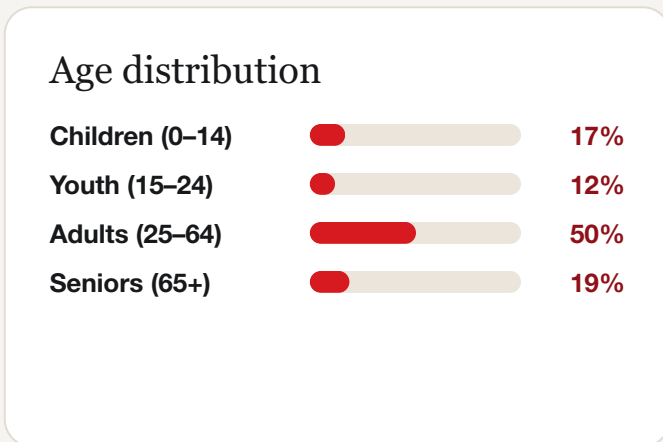 Age distribution
Children (0–14) 17%
Youth (15–24) 12%
Adults (25–64) 50%
Seniors (65+) 19%